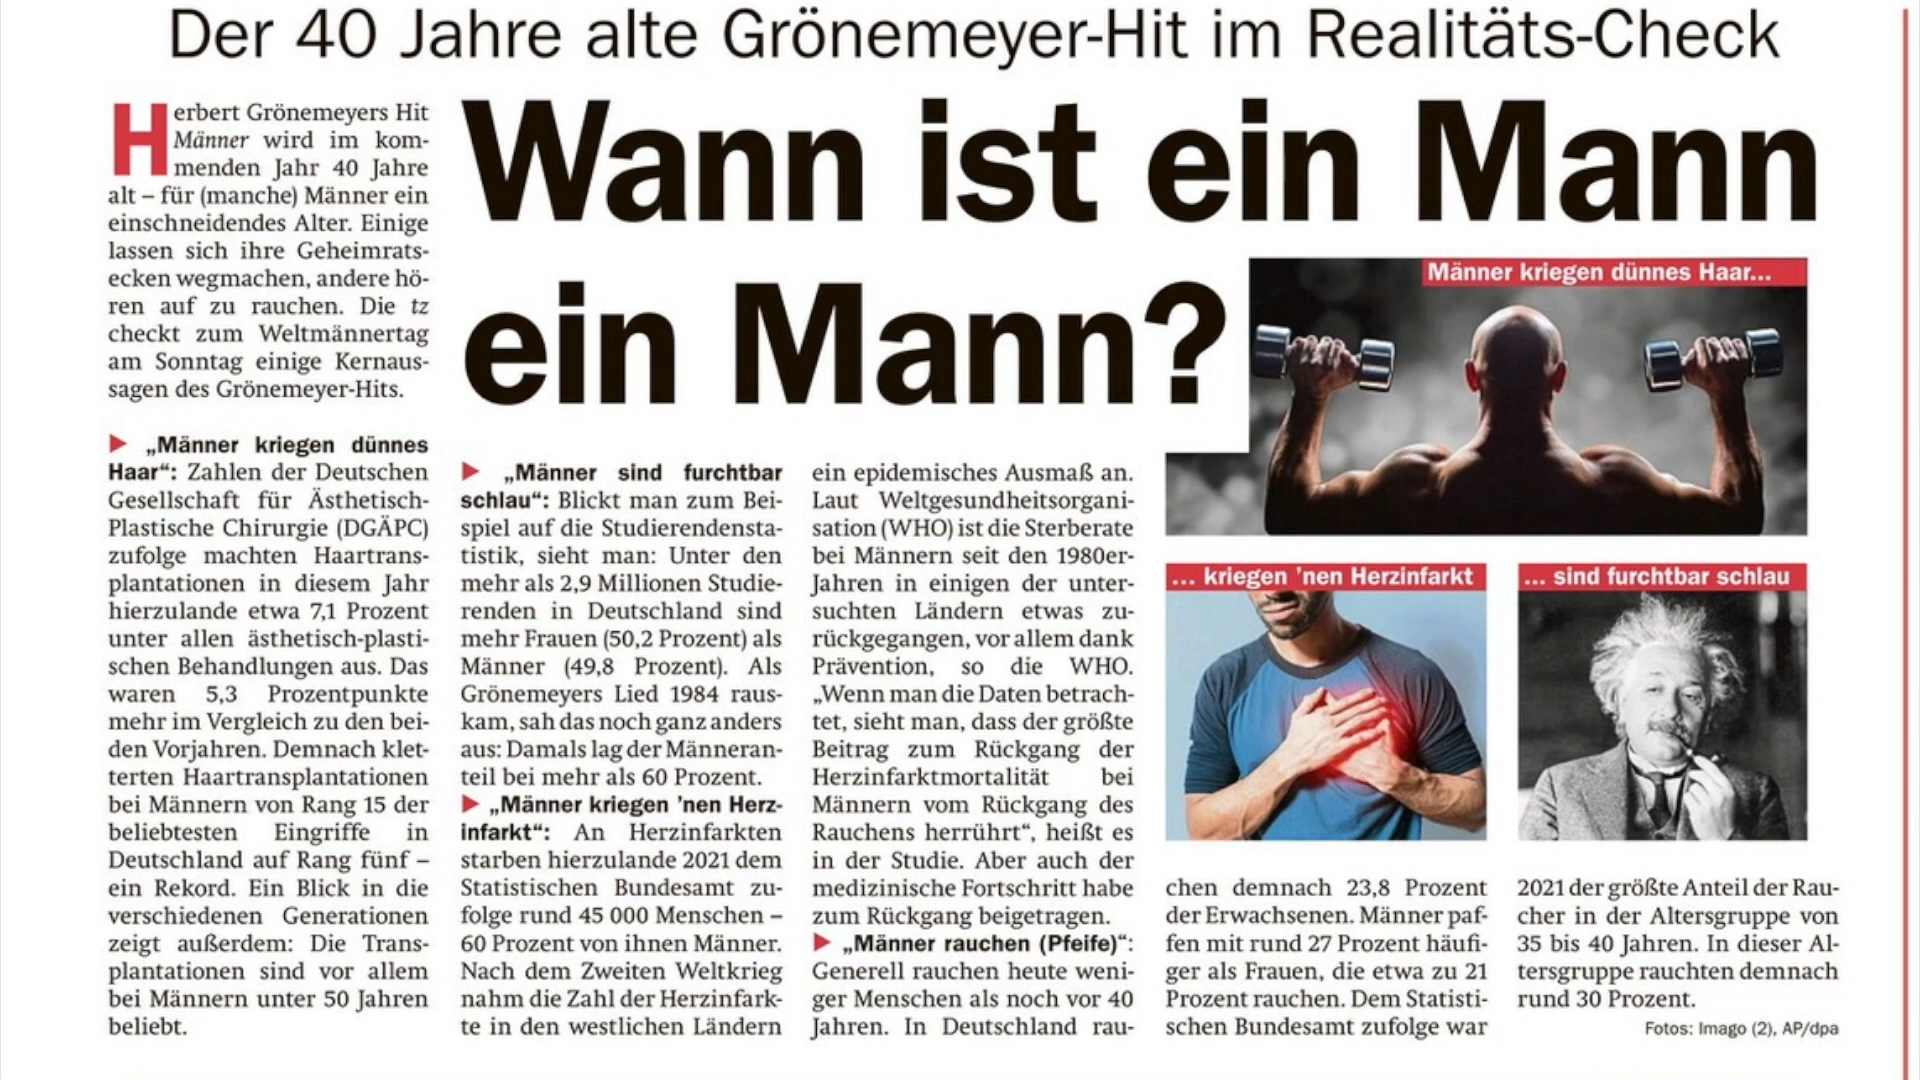 Der 40 Jahre alte Grönemeyer-Hit im Realitäts-Check
Wann ist ein Mann
ein Mann?
Herbert Grönemeyers Hit
Männer wird im kom-
menden Jahr 40 Jahre
alt – für (manche) Männer ein
einschneidendes Alter. Einige
lassen sich ihre Geheimrats-
ecken wegmachen, andere hö-
ren auf zu rauchen. Die tz
checkt zum Weltmännertag
am Sonntag einige Kernaus-
sagen des Grönemeyer-Hits.
▶ „Männer kriegen dünnes
Haar“: Zahlen der Deutschen
Gesellschaft für Ästhetisch-
Plastische Chirurgie (DGÄPC)
zufolge machten Haartrans-
plantationen in diesem Jahr
hierzulande etwa 7,1 Prozent
unter allen ästhetisch-plasti-
schen Behandlungen aus. Das
waren 5,3 Prozentpunkte
mehr im Vergleich zu den bei-
den Vorjahren. Demnach klet-
terten Haartransplantationen
bei Männern von Rang 15 der
beliebtesten Eingriffe in
Deutschland auf Rang fünf –
ein Rekord. Ein Blick in die
verschiedenen Generationen
zeigt außerdem: Die Trans-
plantationen sind vor allem
bei Männern unter 50 Jahren
beliebt.
▶ „Männer sind furchtbar
schlau“: Blickt man zum Bei-
spiel auf die Studierendensta-
tistik, sieht man: Unter den
mehr als 2,9 Millionen Studie-
renden in Deutschland sind
mehr Frauen (50,2 Prozent) als
Männer (49,8 Prozent). Als
Grönemeyers Lied 1984 raus-
kam, sah das noch ganz anders
aus: Damals lag der Männeran-
teil bei mehr als 60 Prozent.
▶ „Männer kriegen ’nen Herz-
infarkt“: An Herzinfarkten
starben hierzulande 2021 dem
Statistischen Bundesamt zu-
folge rund 45 000 Menschen –
60 Prozent von ihnen Männer.
Nach dem Zweiten Weltkrieg
nahm die Zahl der Herzinfark-
te in den westlichen Ländern
ein epidemisches Ausmaß an.
Laut Weltgesundheitsorgani-
sation (WHO) ist die Sterberate
bei Männern seit den 1980er-
Jahren in einigen der unter-
suchten Ländern etwas zu-
rückgegangen, vor allem dank
Prävention, so die WHO.
„Wenn man die Daten betrach-
tet, sieht man, dass der größte
Beitrag zum Rückgang der
Herzinfarktmortalität bei
Männern vom Rückgang des
Rauchens herrührt“, heißt es
in der Studie. Aber auch der
medizinische Fortschritt habe
zum Rückgang beigetragen.
▶ „Männer rauchen (Pfeife)“:
Generell rauchen heute weni-
ger Menschen als noch vor 40
Jahren. In Deutschland rau-
Männer kriegen dünnes Haar...
... kriegen ’nen Herzinfarkt
... sind furchtbar schlau
chen demnach 23,8 Prozent
der Erwachsenen. Männer paf-
fen mit rund 27 Prozent häufi-
ger als Frauen, die etwa zu 21
Prozent rauchen. Dem Statisti-
schen Bundesamt zufolge war
2021 der größte Anteil der Rau-
cher in der Altersgruppe von
35 bis 40 Jahren. In dieser Al-
tersgruppe rauchten demnach
rund 30 Prozent.
Fotos: Imago (2), AP/dpa